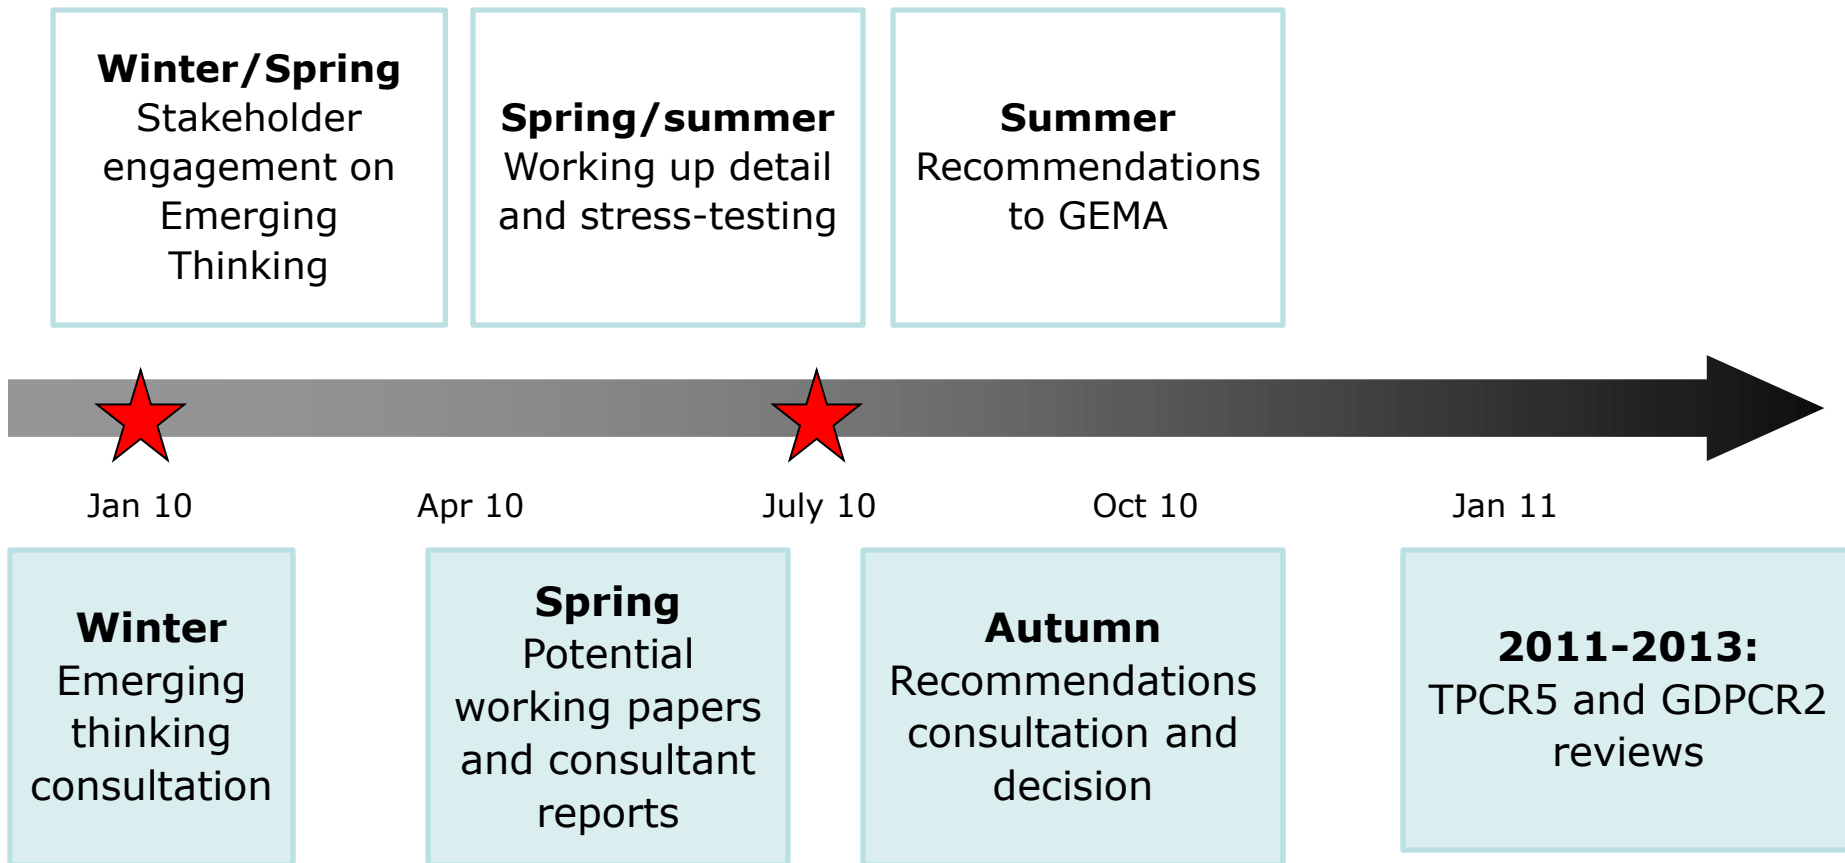 Winter/Spring
Stakeholder
engagement on
Emerging
Thinking
Spring/summer
Working up detail
and stress-testing
Summer
Recommendations
to GEMA
Jan 10
Apr 10
July 10
Oct 10
Jan 11
Winter
Emerging
thinking
consultation
Spring
Potential
working papers
and consultant
reports
Autumn
Recommendations
consultation and
decision
2011-2013:
TPCR5 and GDPCR2
reviews